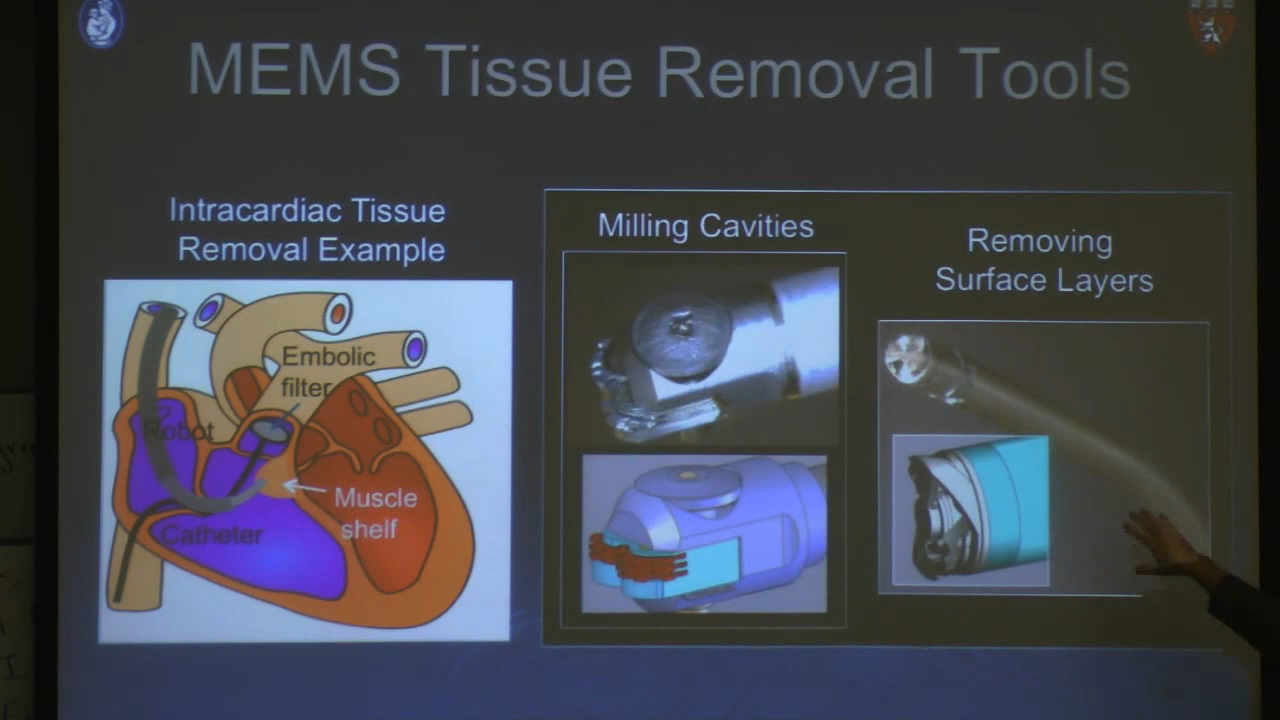 MEMS Tissue Removal Tools
Intracardiac Tissue
Removal Example
Embolic
filter
Robot
Muscle
shelf
Catheter
Milling Cavities
Removing
Surface Layers